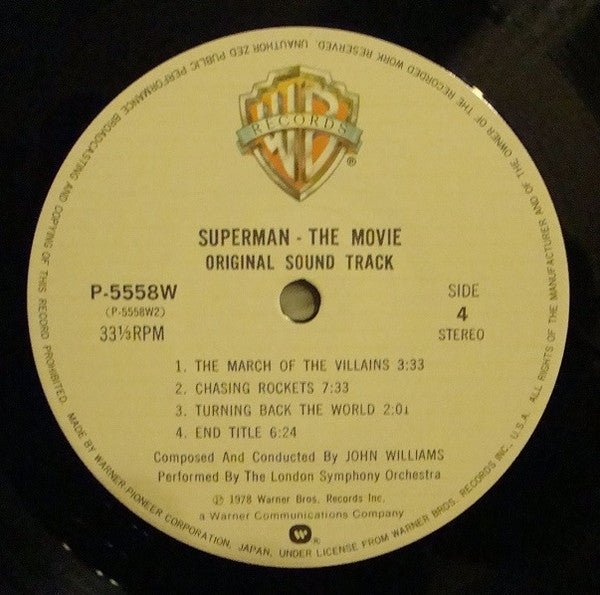 WB
RECORDS
®
SUPERMAN - THE MOVIE
ORIGINAL SOUND TRACK
P-5558W
(P-5558W2)
33⅓RPM
SIDE
4
STEREO
1. THE MARCH OF THE VILLAINS 3:33
2. CHASING ROCKETS 7:33
3. TURNING BACK THE WORLD 2:01
4. END TITLE 6:24
Composed And Conducted By JOHN WILLIAMS
Performed By The London Symphony Orchestra
℗ 1978 Warner Bros. Records Inc.
a Warner Communications Company
W ®
MADE BY WARNER-PIONEER CORPORATION, JAPAN, UNDER LICENSE FROM WARNER BROS. RECORDS INC., U.S.A. ALL RIGHTS OF THE MANUFACTURER AND OF THE OWNER OF THE RECORDED WORK RESERVED. UNAUTHORIZED PUBLIC PERFORMANCE BROADCASTING AND COPYING OF THIS RECORD PROHIBITED.